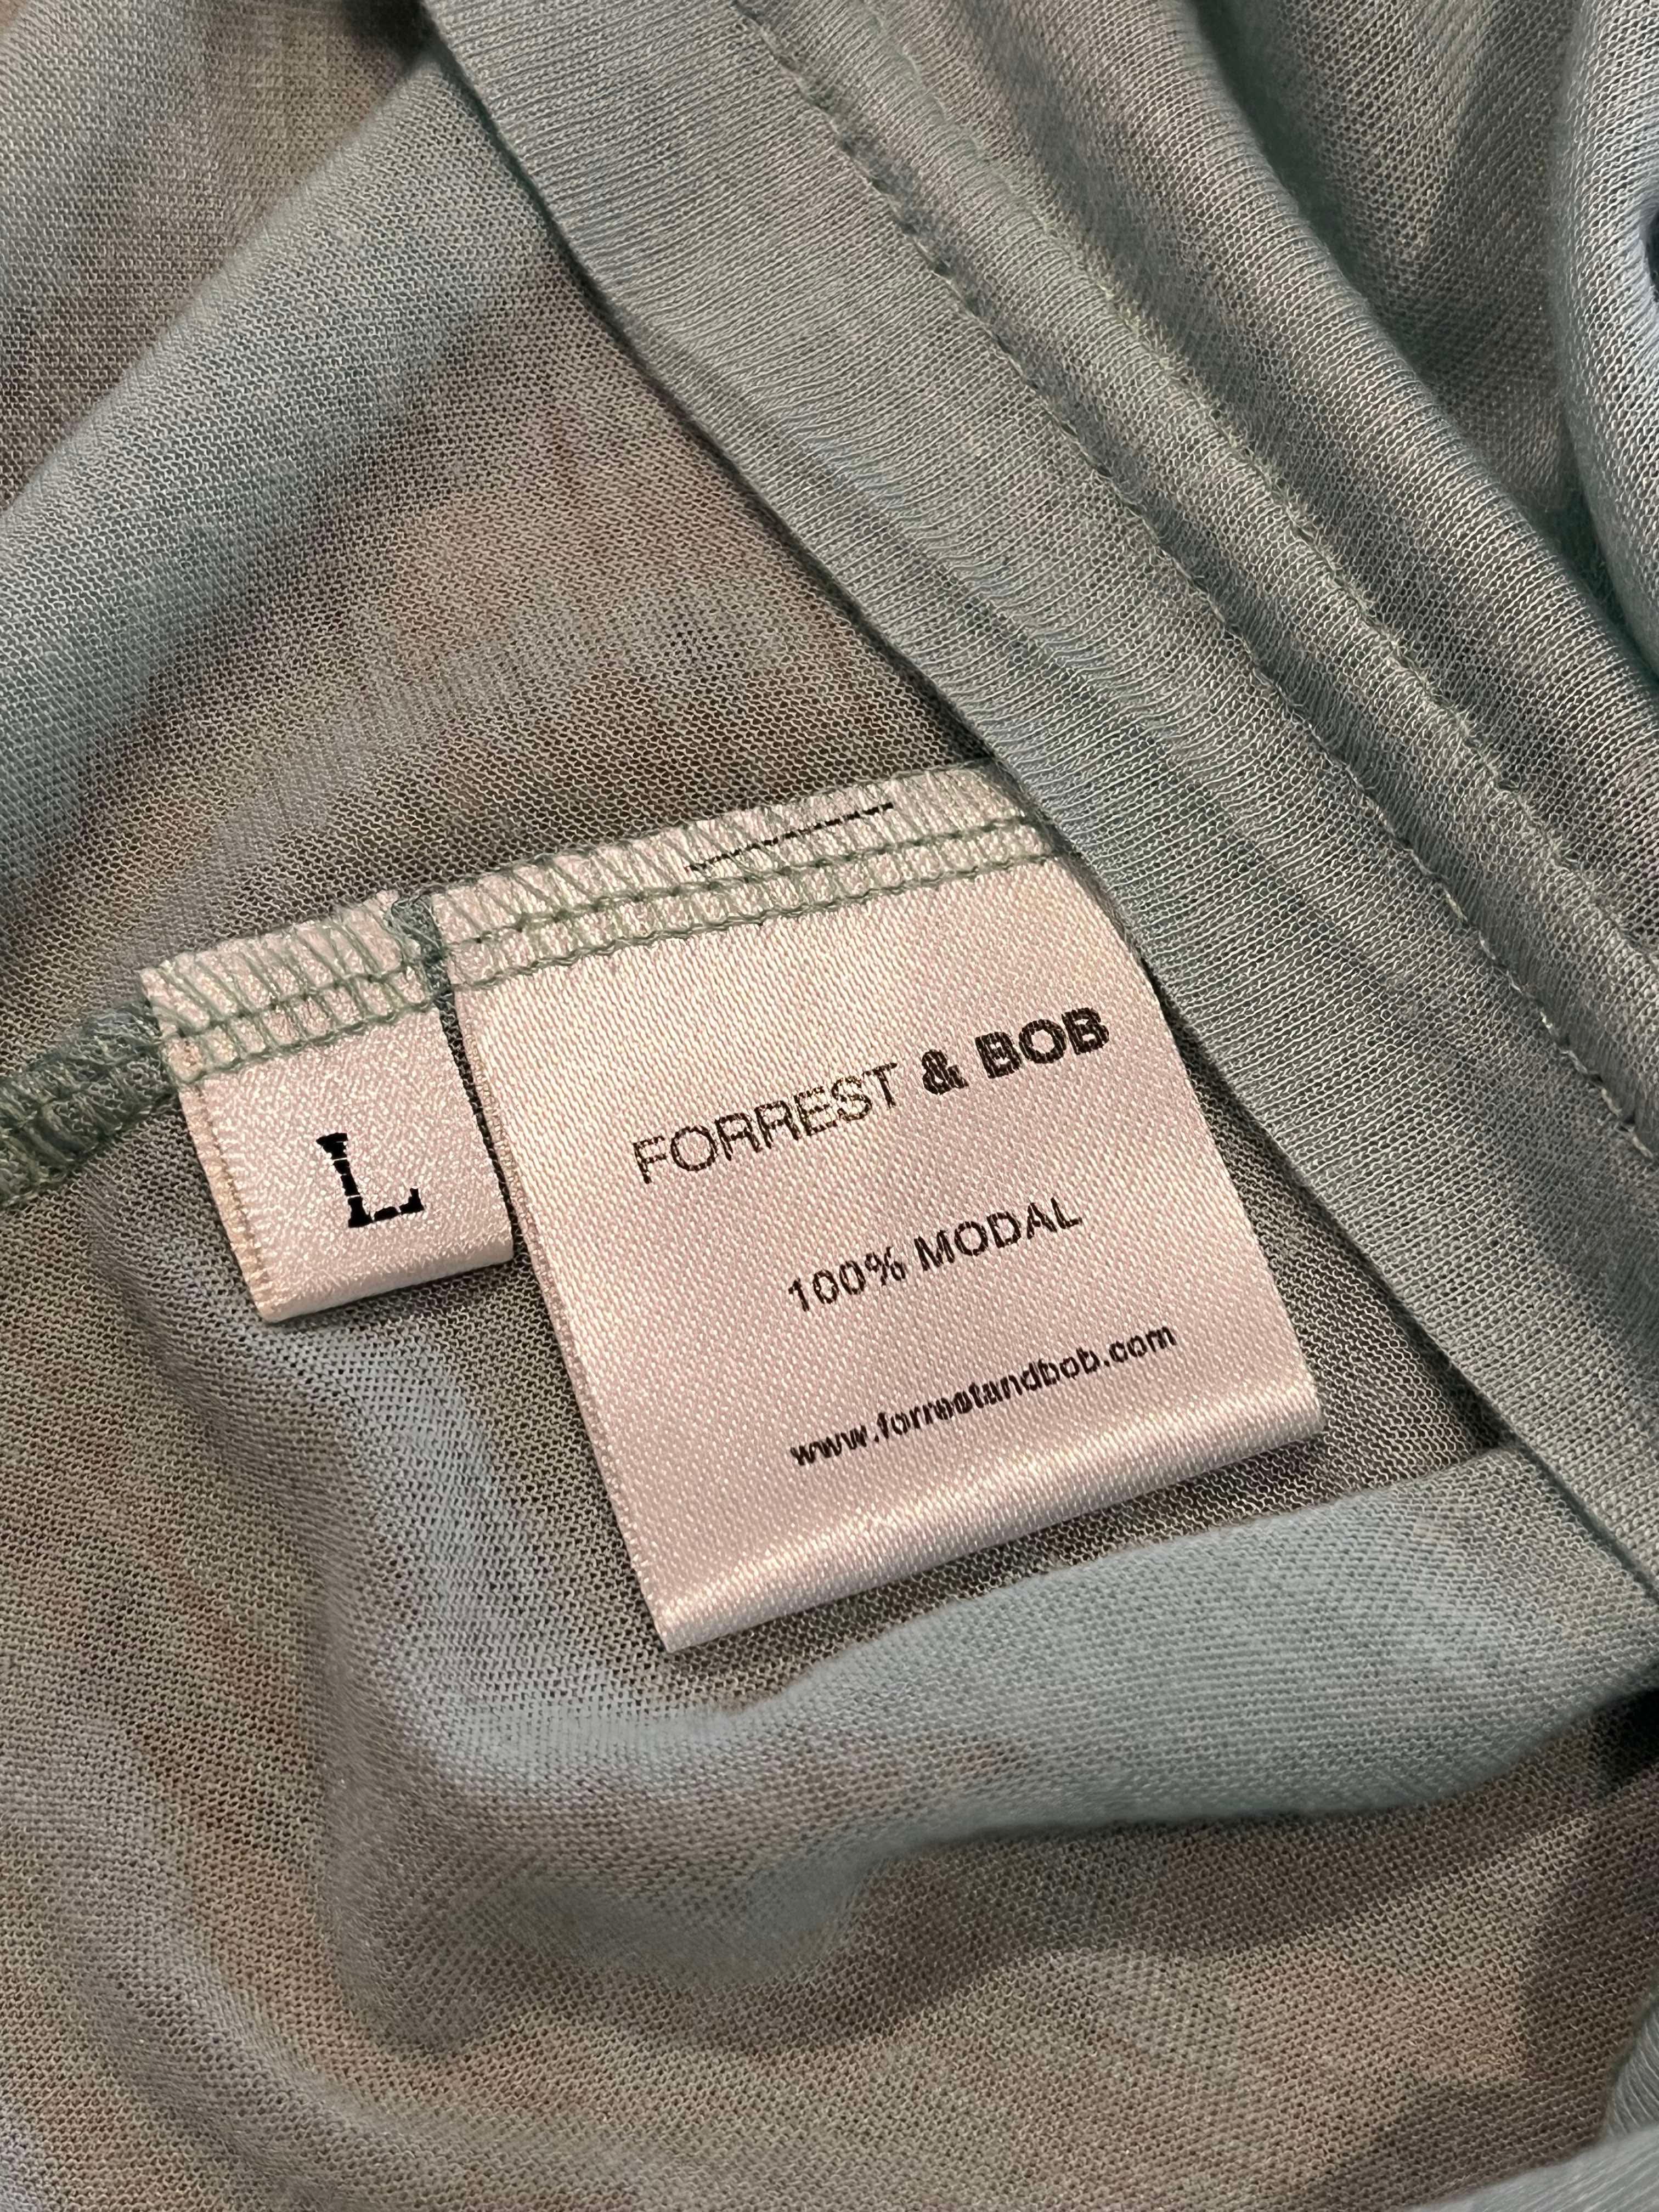 L
FORREST & BOB
100% MODAL
www.forrestandbob.com